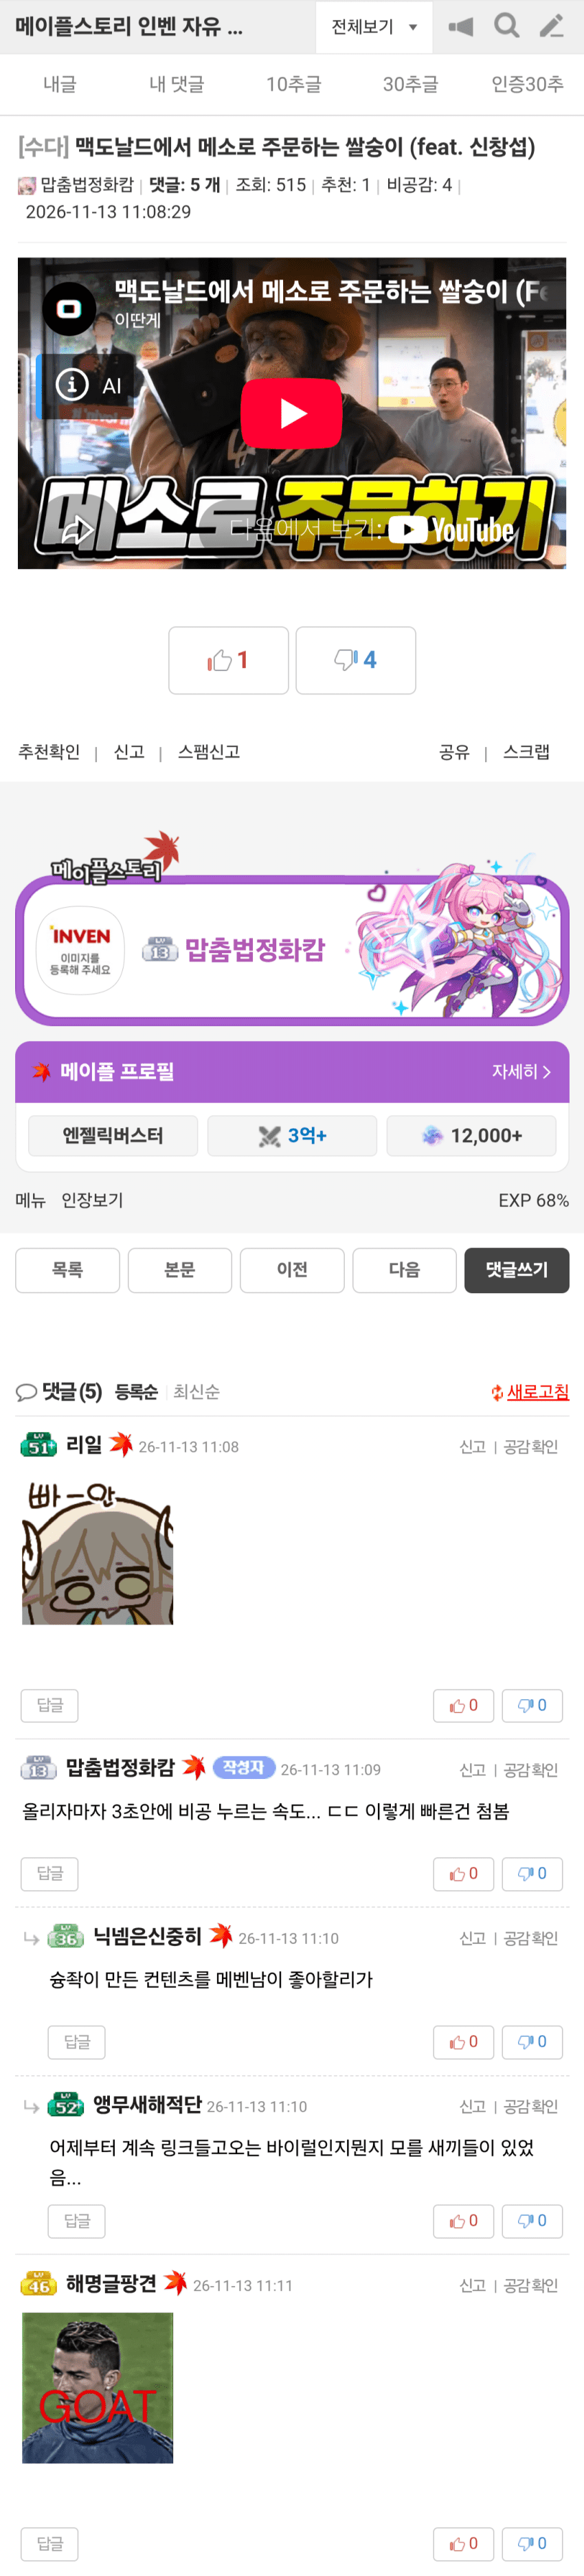 메이플스토리 인벤 자유 ...
전체보기 ▼
내글 내 댓글 10추글 30추글 인증30추
[수다] 맥도날드에서 메소로 주문하는 쌀숭이 (feat. 신창섭)
맙춤법정화캄 | 댓글: 5 개 | 조회: 515 | 추천: 1 | 비공감: 4 |
2026-11-13 11:08:29
맥도날드에서 메소로 주문하는 쌀숭이 (Fe
이딴게
AI
메소로 주문하기
다음에서 보기: YouTube
1 4
추천확인 | 신고 | 스팸신고 공유 | 스크랩
메이플스토리
INVEN
이미지를
등록해 주세요
LV 13 맙춤법정화캄
메이플 프로필 자세히 >
엔젤릭버스터 3억+ 12,000+
메뉴 인장보기 EXP 68%
목록 본문 이전 다음 댓글쓰기
댓글(5) 등록순 | 최신순 새로고침
LV 51 리일 26-11-13 11:08 신고 | 공감 확인
빠ㅡ안
답글 0 0
LV 13 맙춤법정화캄 작성자 26-11-13 11:09 신고 | 공감 확인
올리자마자 3초안에 비공 누르는 속도... ㄷㄷ 이렇게 빠른건 첨봄
답글 0 0
LV 36 닉넴은신중히 26-11-13 11:10 신고 | 공감 확인
슝좍이 만든 컨텐츠를 메벤남이 좋아할리가
답글 0 0
LV 52 앵무새해적단 26-11-13 11:10 신고 | 공감 확인
어제부터 계속 링크들고오는 바이럴인지뭔지 모를 새끼들이 있었
음...
답글 0 0
LV 46 해명글팡견 26-11-13 11:11 신고 | 공감 확인
GOAT
답글 0 0